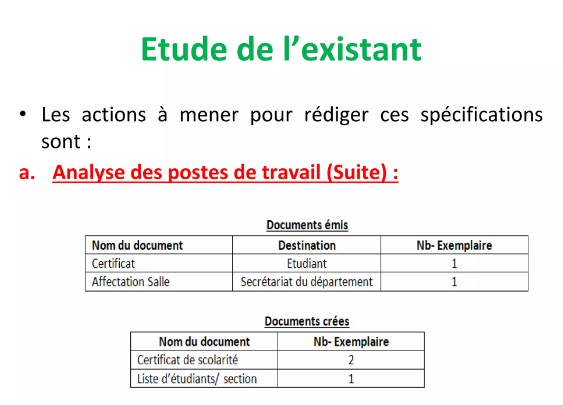 Etude de l’existant
• Les actions à mener pour rédiger ces spécifications
sont :
a. Analyse des postes de travail (Suite) :
Documents émis
Nom du document Destination Nb- Exemplaire
Certificat Etudiant 1
Affectation Salle Secrétariat du département 1
Documents crées
Nom du document Nb- Exemplaire
Certificat de scolarité 2
Liste d’étudiants/ section 1